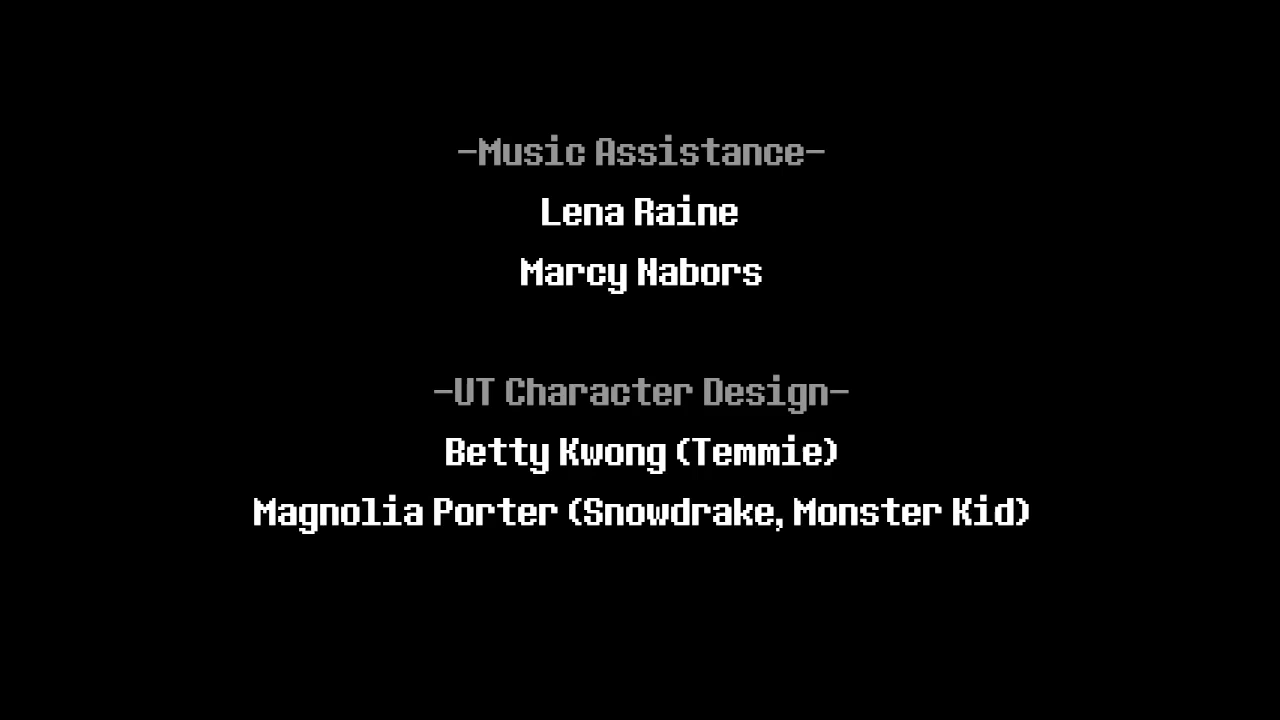 -Music Assistance-
Lena Raine
Marcy Nabors
-UT Character Design-
Betty Kwong (Temmie)
Magnolia Porter (Snowdrake, Monster Kid)